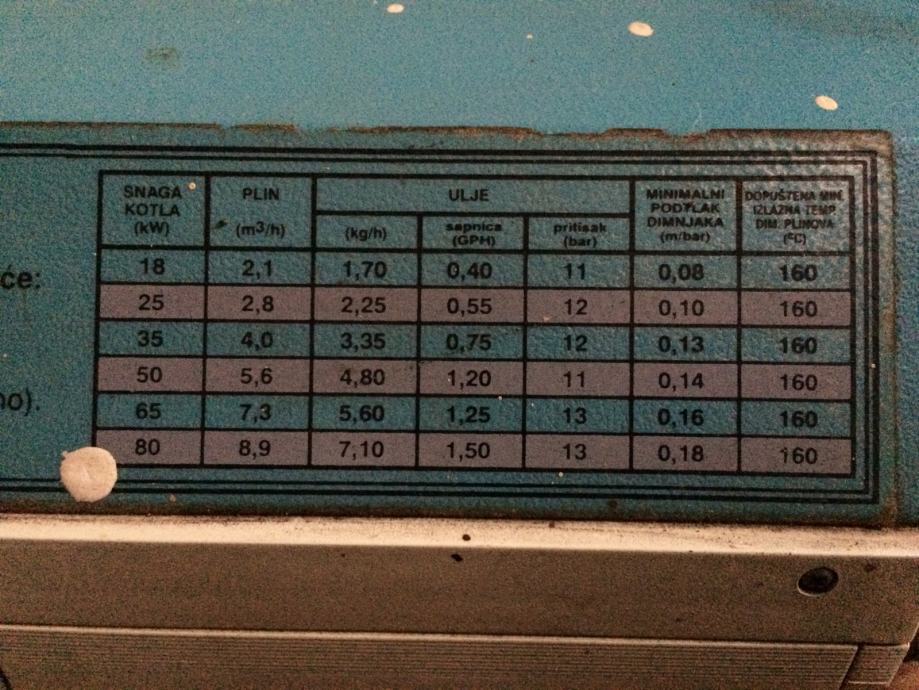 SNAGA KOTLA (kW) PLIN (m3/h) ULJE MINIMALNI PODTLAK DIMNJAKA (m/bar) DOPUŠTENA MIN. IZLAZNA TEMP. DIM. PLINOVA (°C)
(kg/h) sapnica (GPH) pritisak (bar)
18 2,1 1,70 0,40 11 0,08 160
25 2,8 2,25 0,55 12 0,10 160
35 4,0 3,35 0,75 12 0,13 160
50 5,6 4,80 1,20 11 0,14 160
65 7,3 5,60 1,25 13 0,16 160
80 8,9 7,10 1,50 13 0,18 160